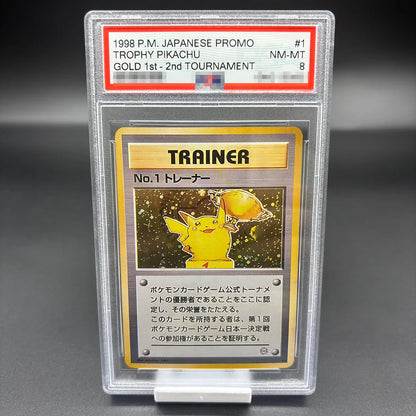 1998 P.M. JAPANESE PROMO #1
TROPHY PIKACHU NM-MT
GOLD 1st - 2nd TOURNAMENT 8
TRAINER
No.1トレーナー
ポケモンカードゲーム公式トーナメ
ントの優勝者であることをここに認
定し、その栄誉をたたえる。
このカードを所持する者は、第1回
ポケモンカードゲーム日本一決定戦
への参加権があることを証明する。